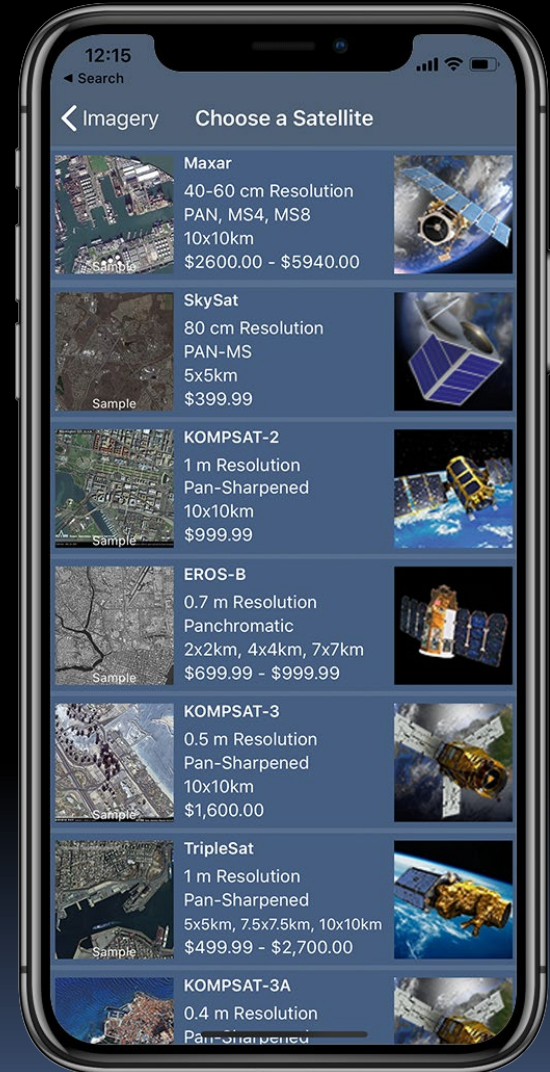 12:15
◀ Search
Imagery
Choose a Satellite
Maxar
40-60 cm Resolution
PAN, MS4, MS8
10x10km
$2600.00 - $5940.00
Sample
SkySat
80 cm Resolution
PAN-MS
5x5km
$399.99
Sample
KOMPSAT-2
1 m Resolution
Pan-Sharpened
10x10km
$999.99
Sample
EROS-B
0.7 m Resolution
Panchromatic
2x2km, 4x4km, 7x7km
$699.99 - $999.99
Sample
KOMPSAT-3
0.5 m Resolution
Pan-Sharpened
10x10km
$1,600.00
Sample
TripleSat
1 m Resolution
Pan-Sharpened
5x5km, 7.5x7.5km, 10x10km
$499.99 - $2,700.00
Sample
KOMPSAT-3A
0.4 m Resolution
Pan-Sharpened